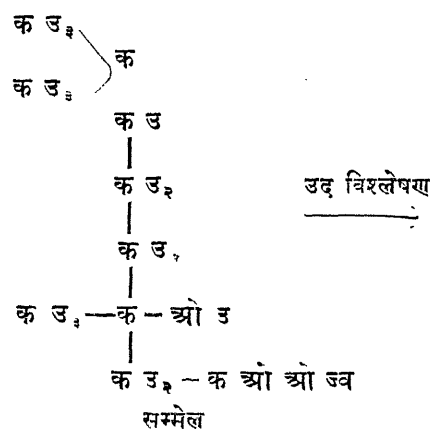 क उ₃
क
क उ₃
क उ
क उ₂ उद विश्लेषण
क उ₂
क उ₃—क—ओ उ
क उ₂—क ओ ओ ज्व
सम्मेल